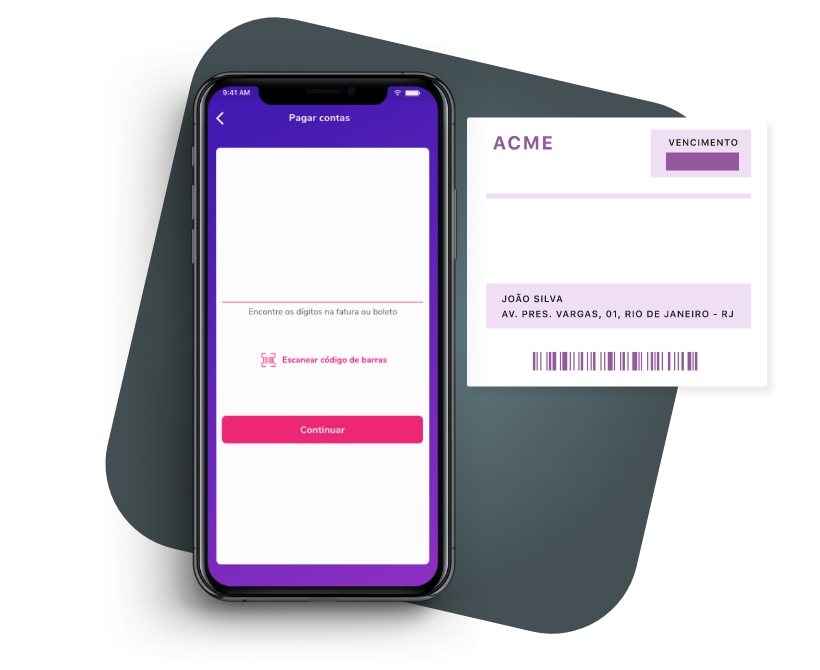 9:41 AM
Pagar contas
Encontre os dígitos na fatura ou boleto
Escanear código de barras
Continuar
ACME
VENCIMENTO
JOÃO SILVA
AV. PRES. VARGAS, 01, RIO DE JANEIRO - RJ